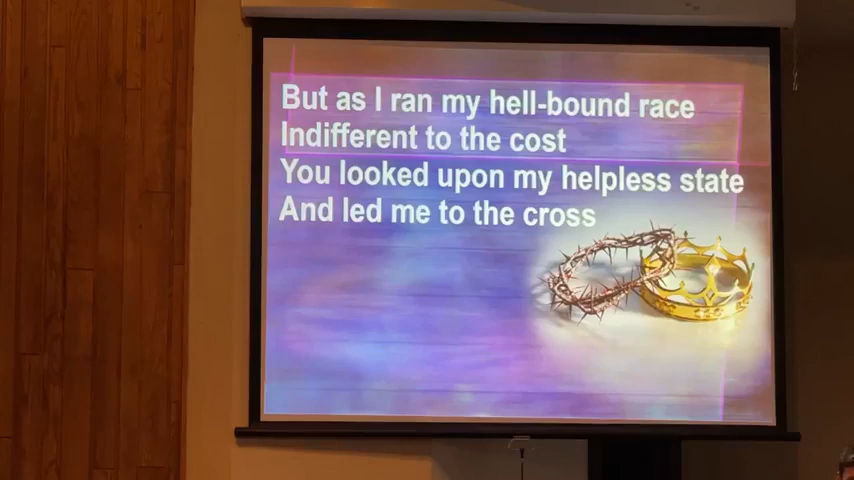 But as I ran my hell-bound race
Indifferent to the cost
You looked upon my helpless state
And led me to the cross